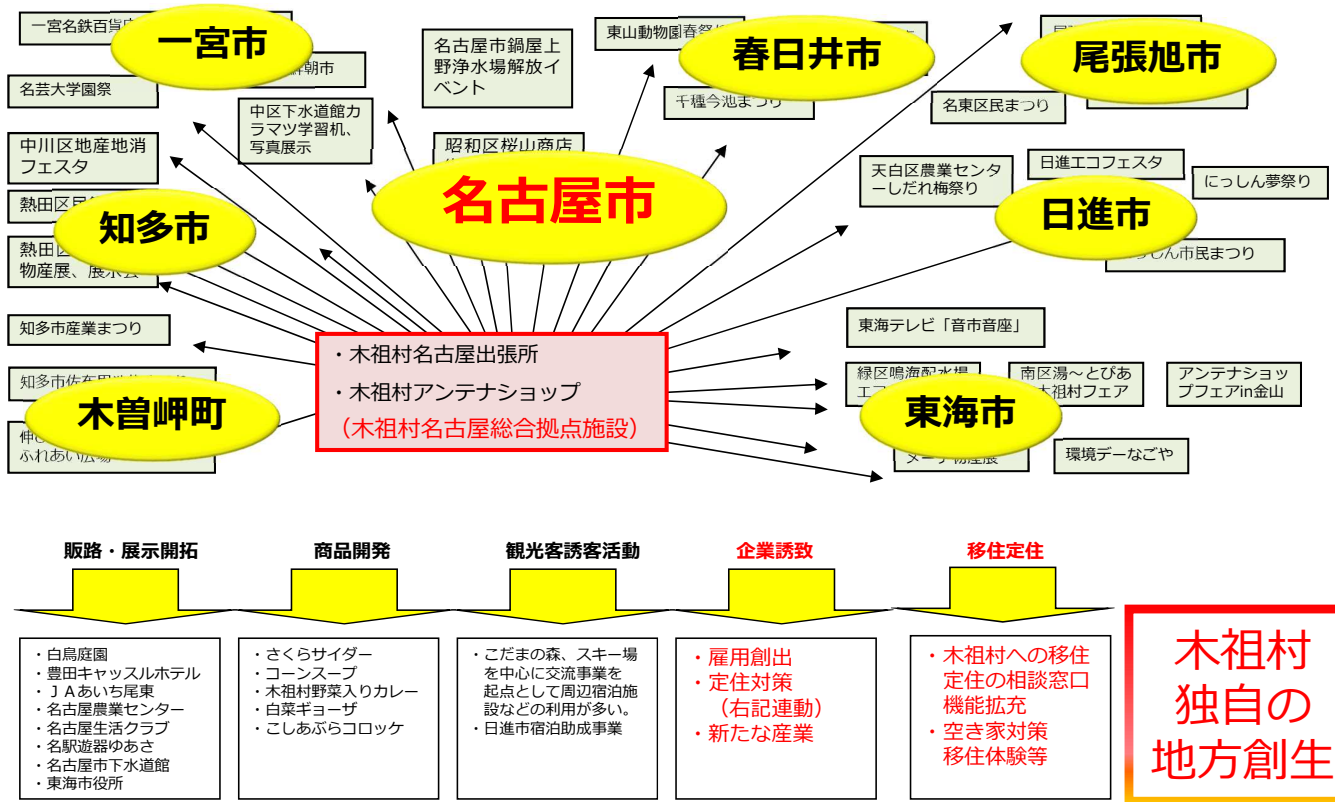 一宮名鉄百貨
一宮市
朝市
名芸大学園祭
中区下水道館カ
ラマツ学習机、
写真展示
名古屋市鍋屋上
野浄水場解放イ
ベント
昭和区桜山商店
東山動物園春祭
春日井市
千種今池まつり
尾張旭市
名東区民まつり
中川区地産地消
フェスタ
熱田区
知多市
熱田区
物産展、展示会
名古屋市
天白区農業センタ
ーしだれ梅祭り
日進エコフェスタ
にっしん夢祭り
日進市
しん市民まつり
知多市産業まつり
知多市佐布
木曽岬町
ふれあい広場
・木祖村名古屋出張所
・木祖村アンテナショップ
（木祖村名古屋総合拠点施設）
東海テレビ「音市音座」
緑区鳴海配水場
南区湯～とぴあ
木祖村フェア
アンテナショッ
プフェアin金山
東海市
物産展
環境デーなごや
販路・展示開拓
・白鳥庭園
・豊田キャッスルホテル
・ＪＡあいち尾東
・名古屋農業センター
・名古屋生活クラブ
・名駅遊器ゆあさ
・名古屋市下水道館
・東海市役所
商品開発
・さくらサイダー
・コーンスープ
・木祖村野菜入りカレー
・白菜ギョーザ
・こしあぶらコロッケ
観光客誘客活動
・こだまの森、スキー場
を中心に交流事業を
起点として周辺宿泊施
設などの利用が多い。
・日進市宿泊助成事業
企業誘致
・雇用創出
・定住対策
（右記連動）
・新たな産業
移住定住
・木祖村への移住
定住の相談窓口
機能拡充
・空き家対策
移住体験等
木祖村
独自の
地方創生